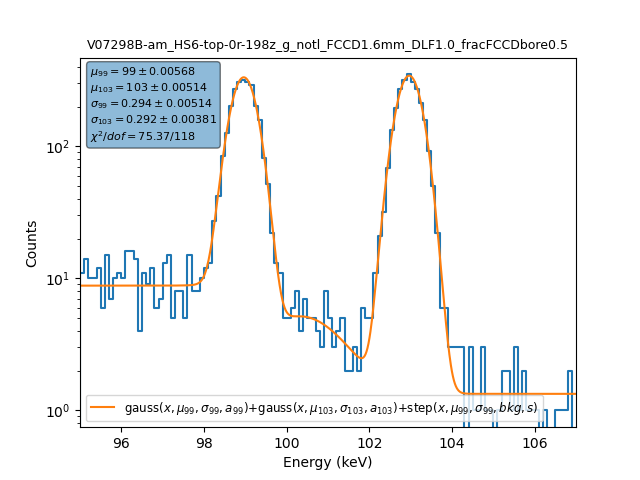 V07298B-am_HS6-top-0r-198z_g_notl_FCCD1.6mm_DLF1.0_fracFCCDbore0.5
μ₉₉ = 99 ± 0.00568
μ₁₀₃ = 103 ± 0.00514
σ₉₉ = 0.294 ± 0.00514
σ₁₀₃ = 0.292 ± 0.00381
χ²/dof = 75.37/118
Counts
10²
10¹
10⁰
gauss(x, μ₉₉, σ₉₉, a₉₉)+gauss(x, μ₁₀₃, σ₁₀₃, a₁₀₃)+step(x, μ₉₉, σ₉₉, bkg, s)
96 98 100 102 104 106
Energy (keV)